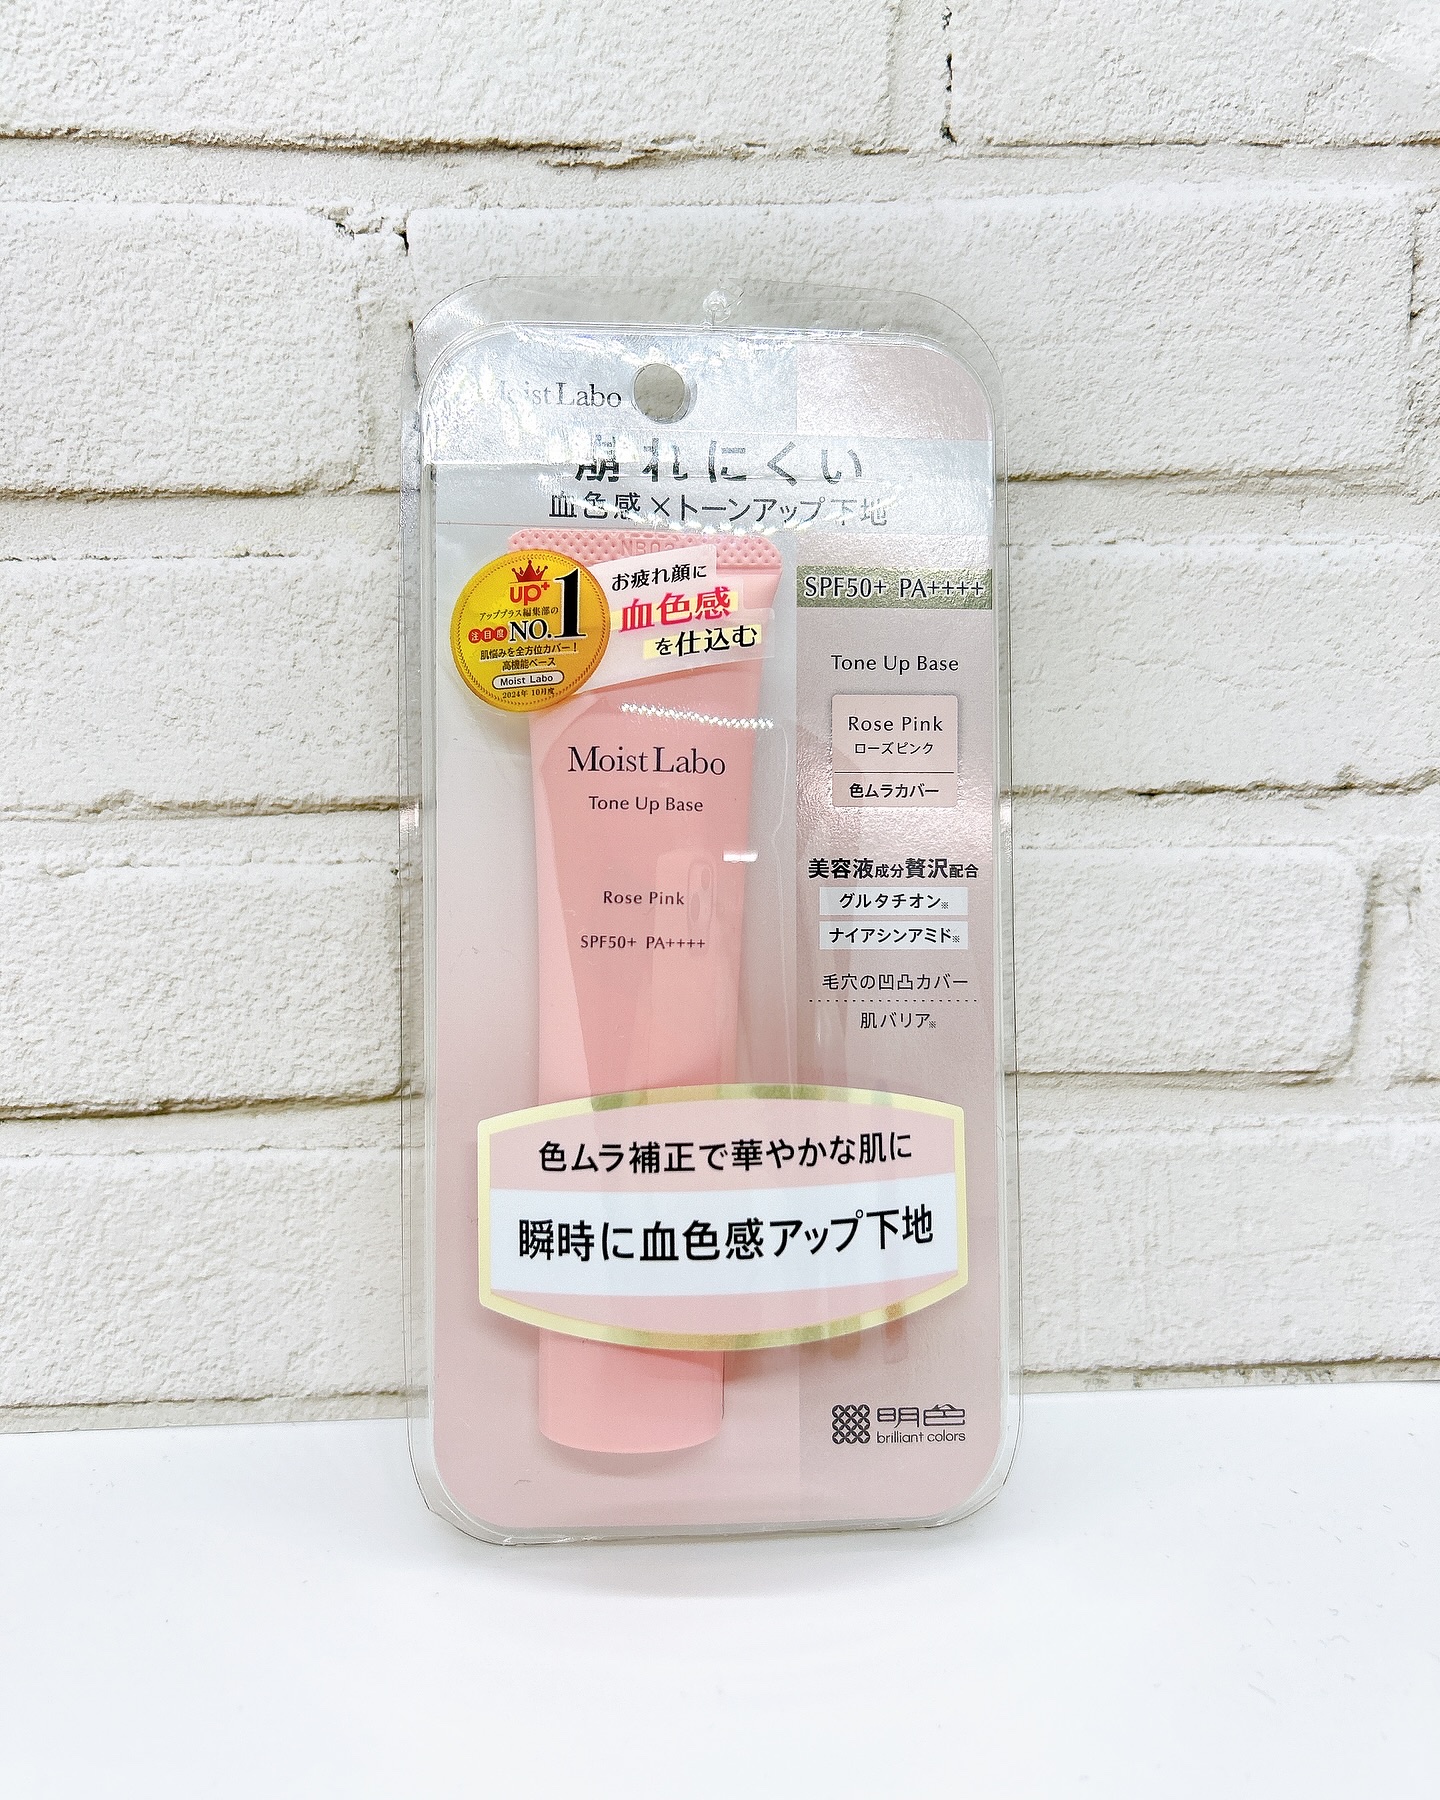 Moist Labo
崩れにくい
血色感×トーンアップ下地
up+
アッププラス編集部の
注目度 NO.1
肌悩みを全方位カバー!
高機能ベース
Moist Labo
2024年 10月度
お疲れ顔に
血色感
を仕込む
Moist Labo
Tone Up Base
Rose Pink
SPF50+ PA++++
SPF50+ PA++++
Tone Up Base
Rose Pink
ローズピンク
色ムラカバー
美容液成分贅沢配合
グルタチオン※
ナイアシンアミド※
毛穴の凹凸カバー
肌バリア※
色ムラ補正で華やかな肌に
瞬時に血色感アップ下地
明色
brilliant colors